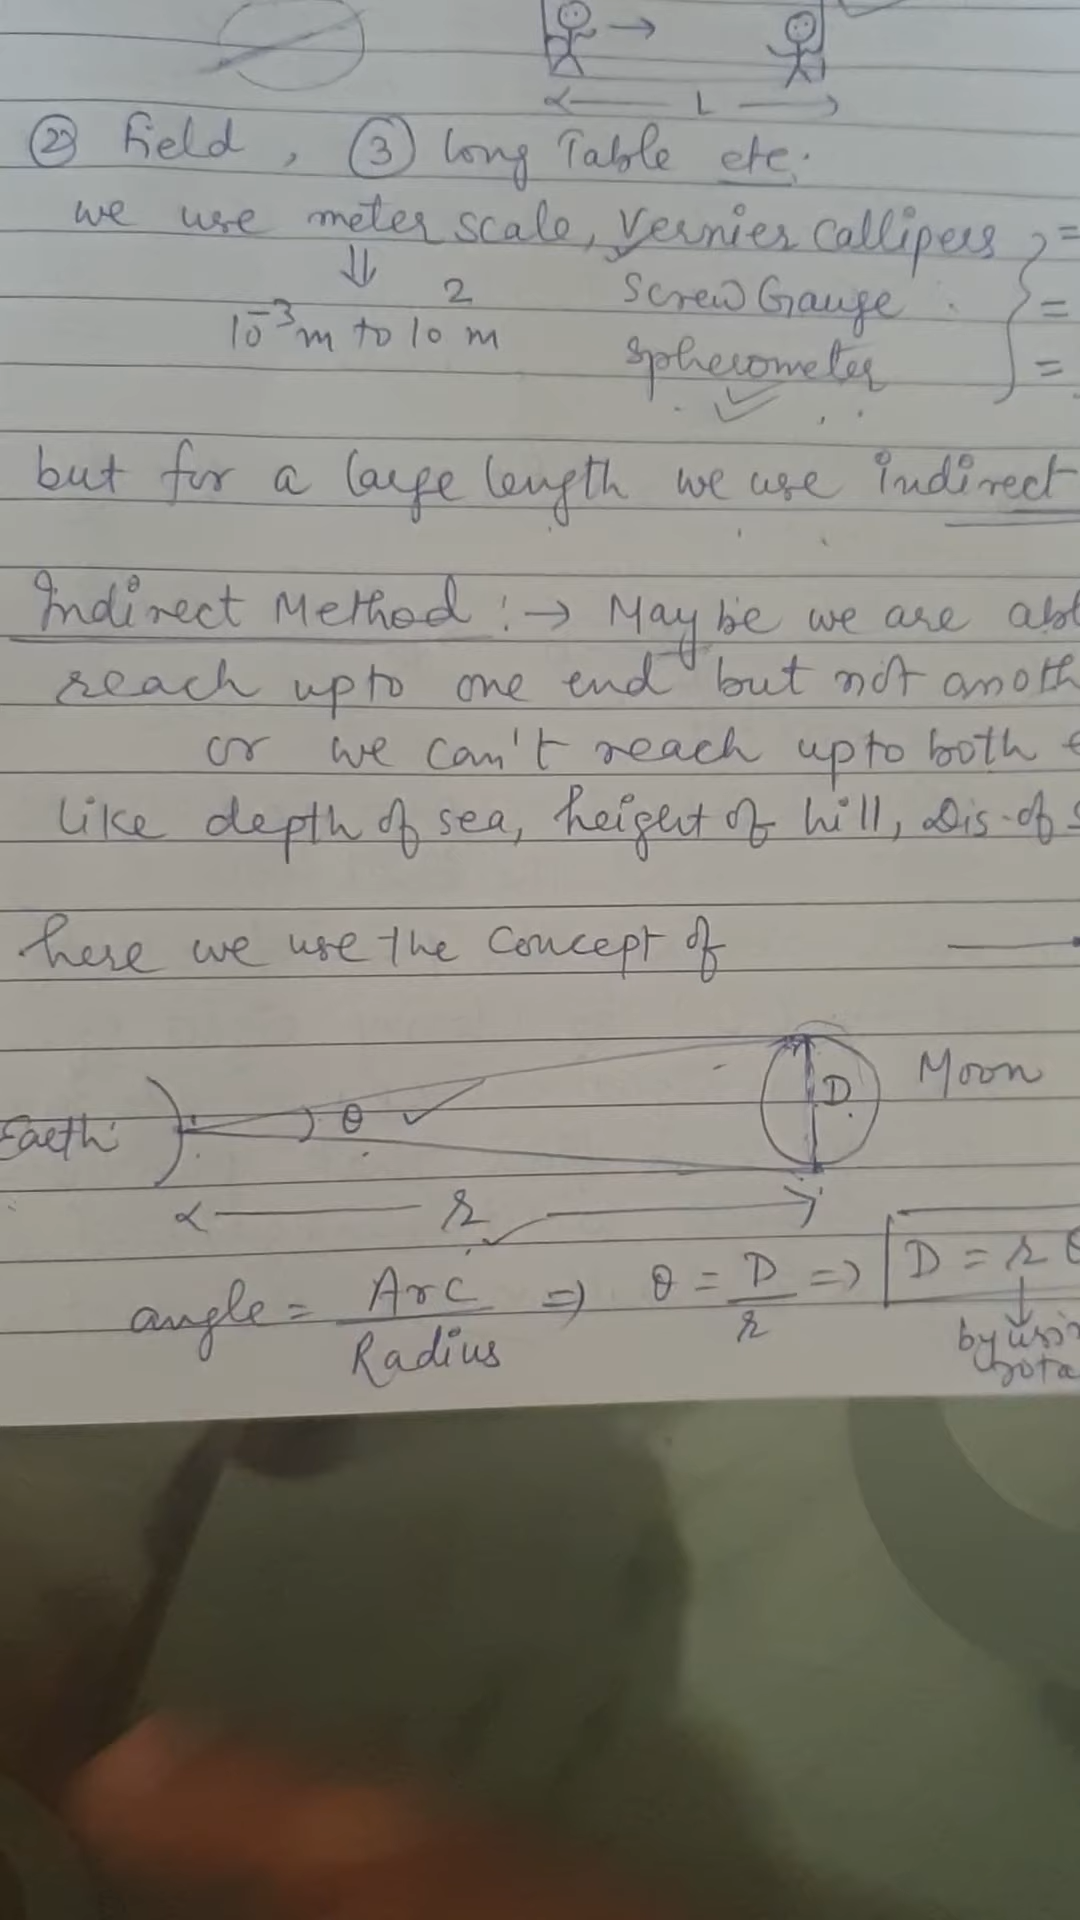 L
② field, ③ long Table etc.
we use meter scale, Vernier Callipers } =
⇓ Screw Gauge =
10⁻³m to 10² m Spherometer =
but for a large length we use indirect
Indirect Method :→ May be we are abl
reach upto one end but not anoth
or we can't reach upto both e
like depth of sea, height of hill, Dis. of S
here we use the concept of →
Earth θ D Moon
r
angle = Arc/Radius ⇒ θ = D/r ⇒ D = r θ
by usin